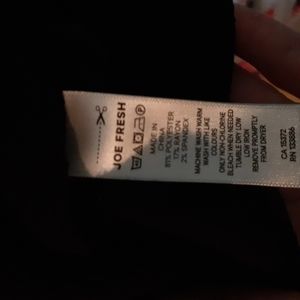 JOE FRESH
MADE IN
CHINA
81% POLYESTER
17% RAYON
2% SPANDEX
MACHINE WASH WARM
WASH WITH LIKE
COLOURS
ONLY NON-CHLORINE
BLEACH WHEN NEEDED
TUMBLE DRY LOW
LOW IRON
REMOVE PROMPTLY
FROM DRYER
CA 15372
RN 133886